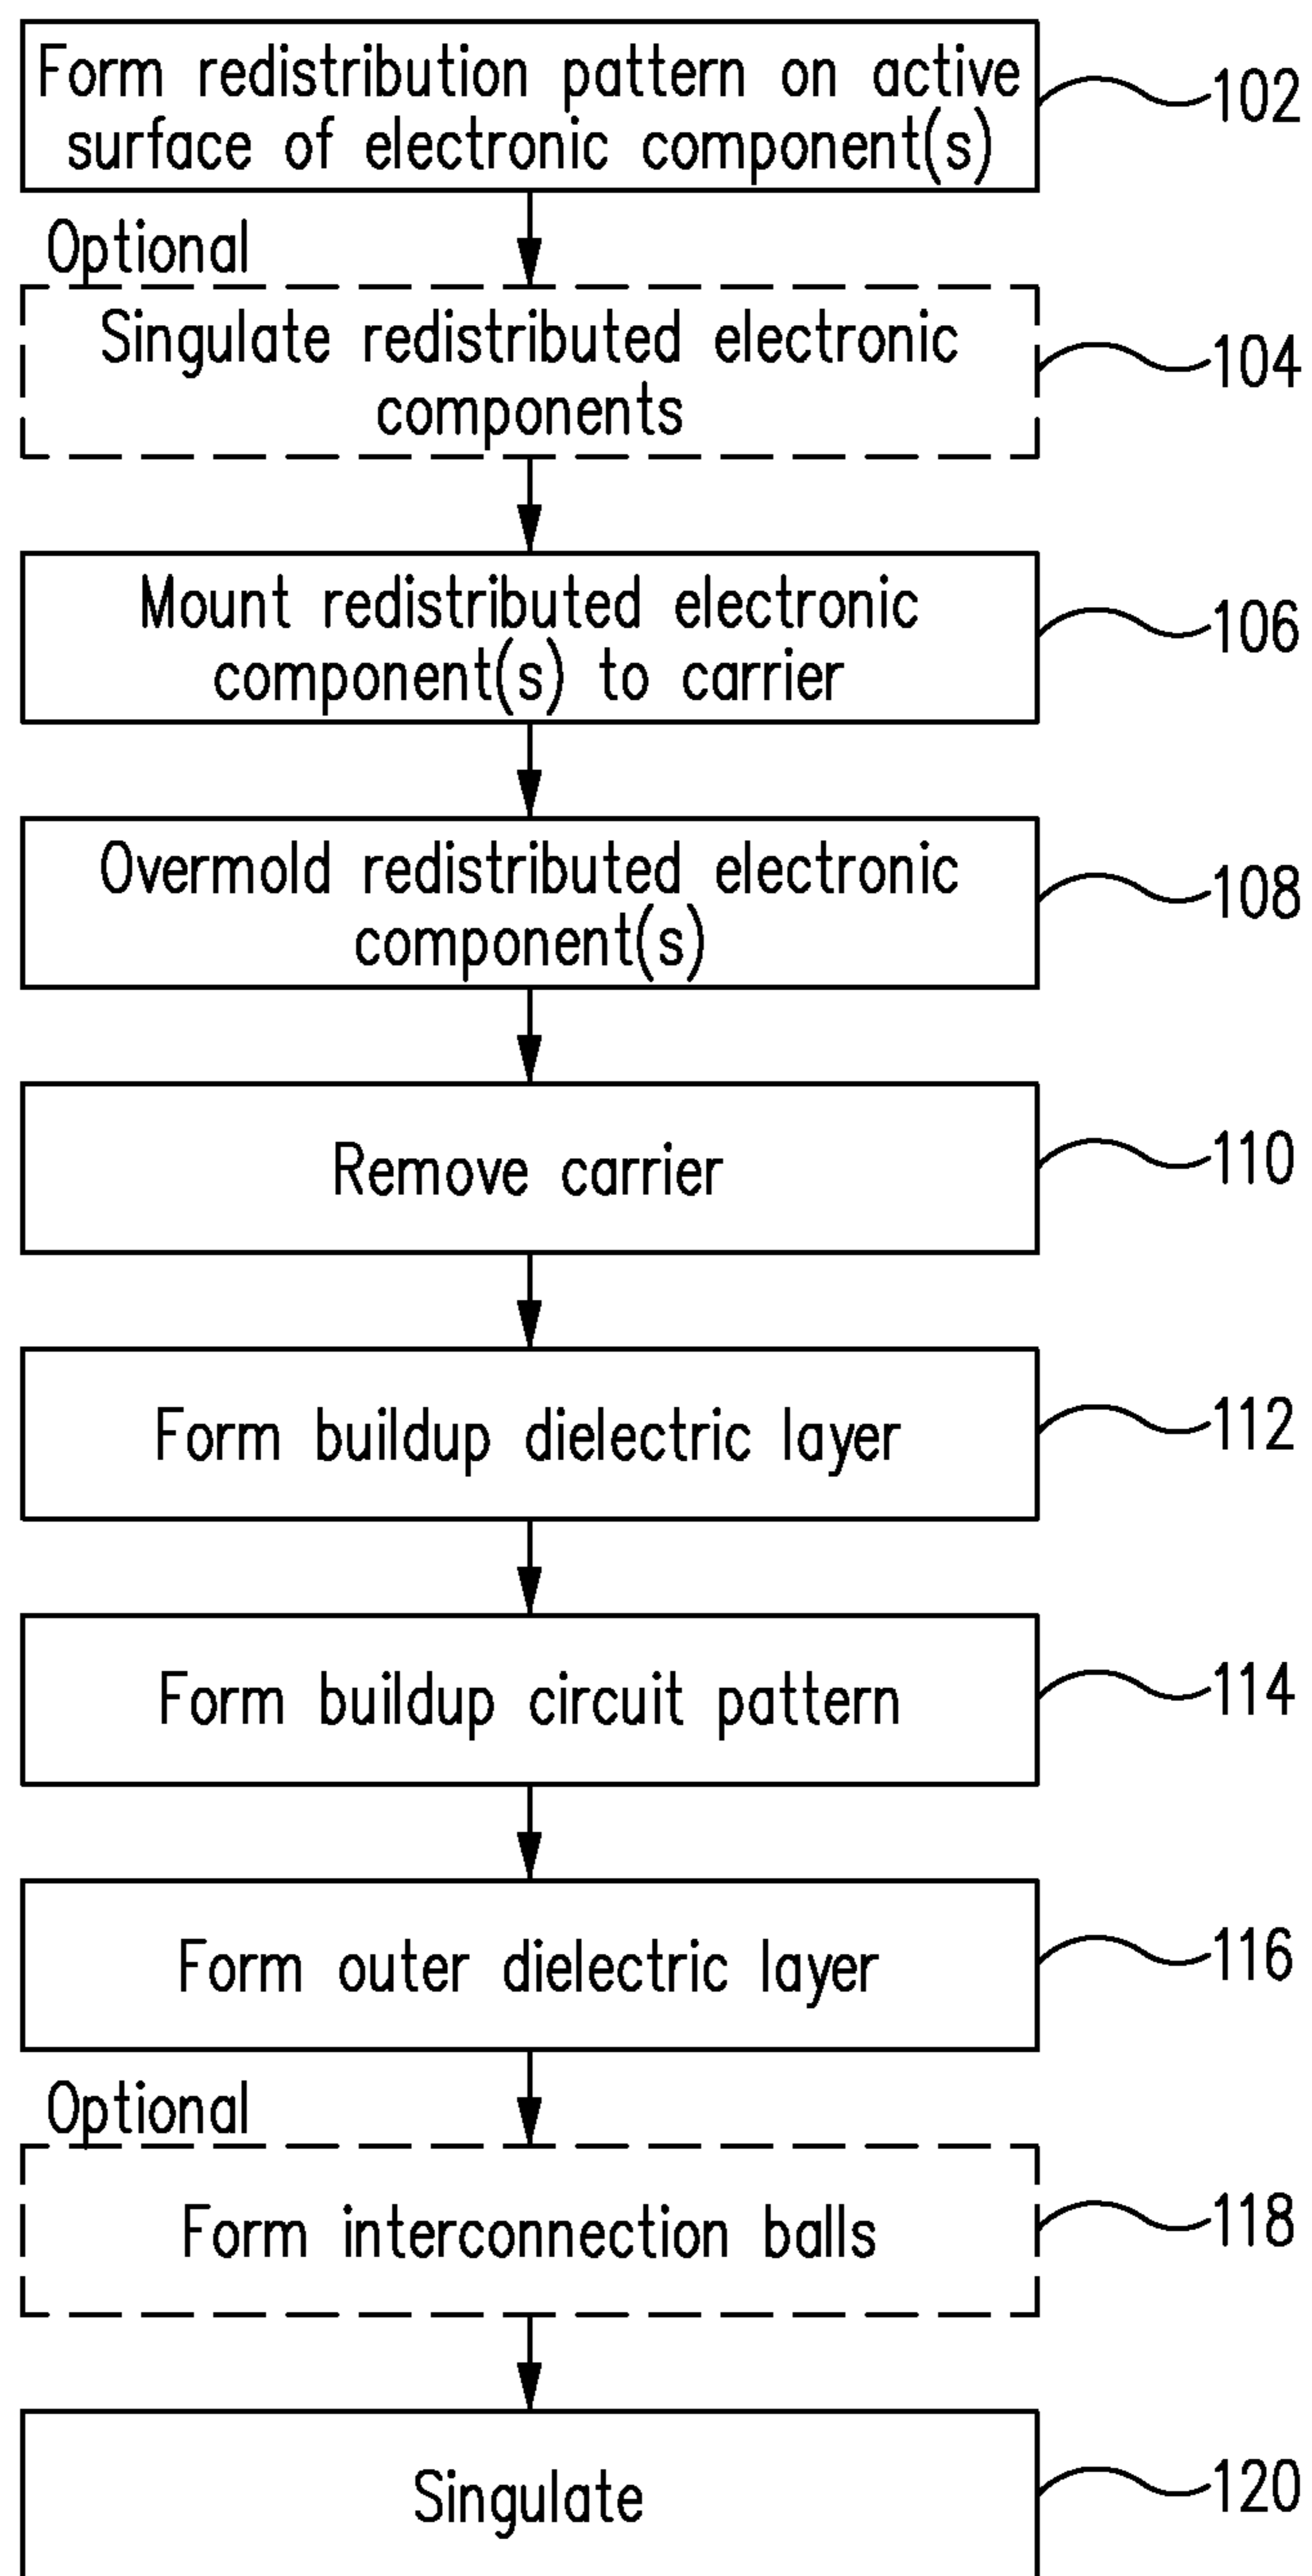 Form redistribution pattern on active
surface of electronic component(s)
102
Optional
Singulate redistributed electronic
components
104
Mount redistributed electronic
component(s) to carrier
106
Overmold redistributed electronic
component(s)
108
Remove carrier
110
Form buildup dielectric layer
112
Form buildup circuit pattern
114
Form outer dielectric layer
116
Optional
Form interconnection balls
118
Singulate
120